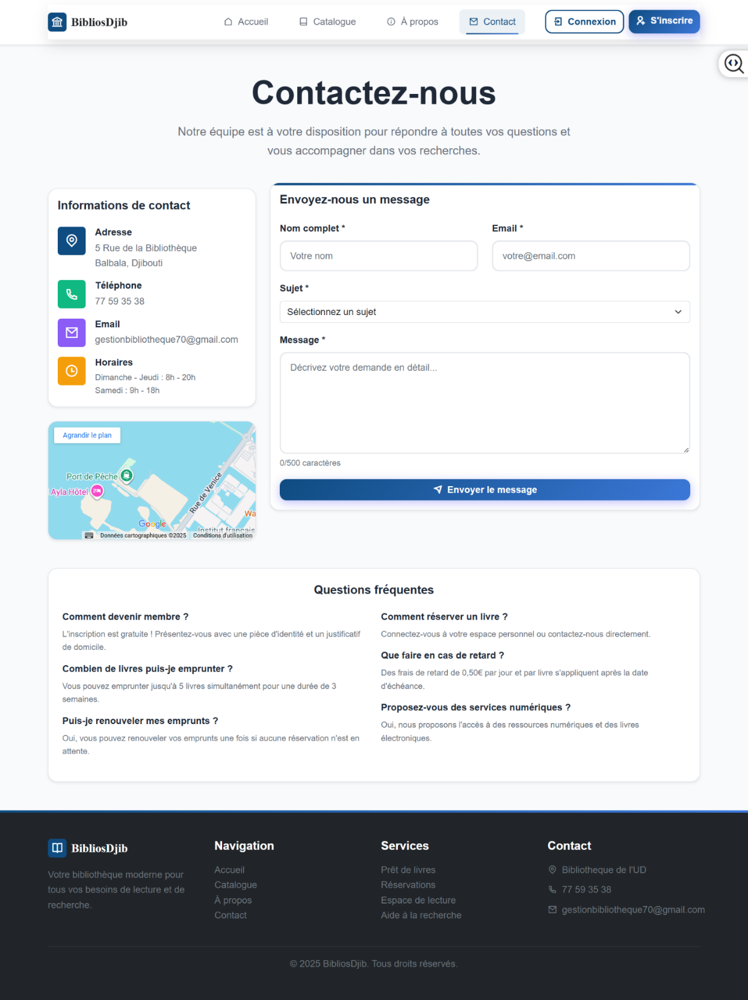 BibliosDjib
Accueil
Catalogue
À propos
Contact
Connexion
S'inscrire
Contactez-nous
Notre équipe est à votre disposition pour répondre à toutes vos questions et
vous accompagner dans vos recherches.
Informations de contact
Adresse
5 Rue de la Bibliothèque
Balbala, Djibouti
Téléphone
77 59 35 38
Email
gestionbibliotheque70@gmail.com
Horaires
Dimanche - Jeudi : 8h - 20h
Samedi : 9h - 18h
Agrandir le plan
Port de Pêche
Ayla Hôtel
Rue de Venice
Wa
Institut français
Google
Données cartographiques ©2025
Conditions d'utilisation
Envoyez-nous un message
Nom complet *
Votre nom
Email *
votre@email.com
Sujet *
Sélectionnez un sujet
Message *
Décrivez votre demande en détail...
0/500 caractères
Envoyer le message
Questions fréquentes
Comment devenir membre ?
L'inscription est gratuite ! Présentez-vous avec une pièce d'identité et un justificatif
de domicile.
Combien de livres puis-je emprunter ?
Vous pouvez emprunter jusqu'à 5 livres simultanément pour une durée de 3
semaines.
Puis-je renouveler mes emprunts ?
Oui, vous pouvez renouveler vos emprunts une fois si aucune réservation n'est en
attente.
Comment réserver un livre ?
Connectez-vous à votre espace personnel ou contactez-nous directement.
Que faire en cas de retard ?
Des frais de retard de 0,50€ par jour et par livre s'appliquent après la date
d'échéance.
Proposez-vous des services numériques ?
Oui, nous proposons l'accès à des ressources numériques et des livres
électroniques.
BibliosDjib
Votre bibliothèque moderne pour
tous vos besoins de lecture et de
recherche.
Navigation
Accueil
Catalogue
À propos
Contact
Services
Prêt de livres
Réservations
Espace de lecture
Aide à la recherche
Contact
Bibliotheque de l'UD
77 59 35 38
gestionbibliotheque70@gmail.com
© 2025 BibliosDjib. Tous droits réservés.